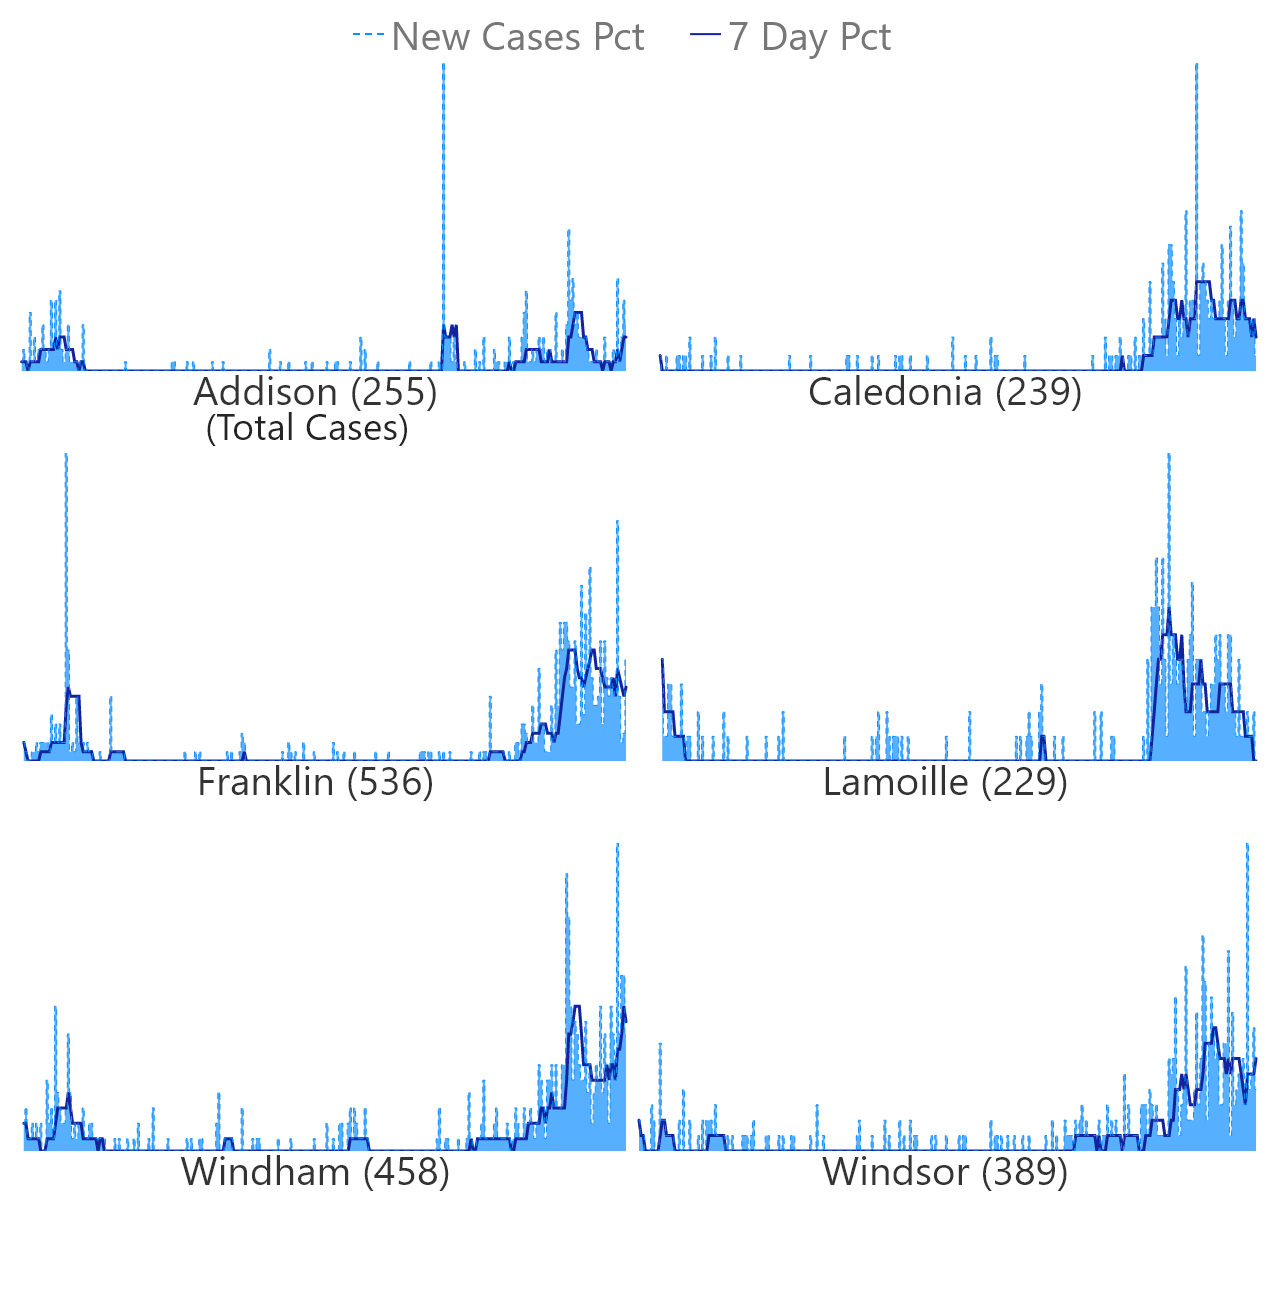 New Cases Pct 7 Day Pct
Addison (255) Caledonia (239)
(Total Cases)
Franklin (536) Lamoille (229)
Windham (458) Windsor (389)